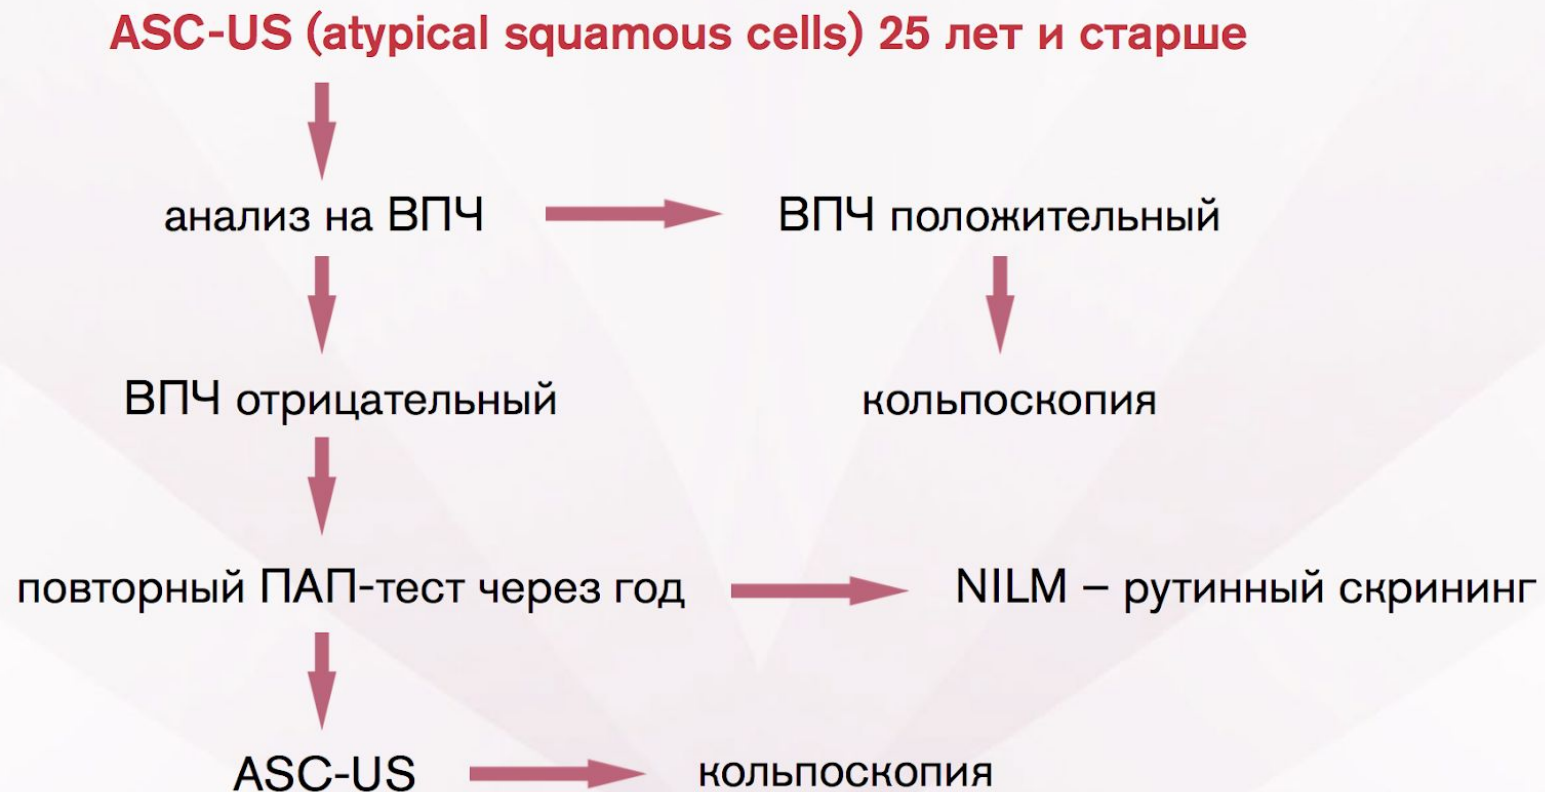 ASC-US (atypical squamous cells) 25 лет и старше
анализ на ВПЧ
ВПЧ положительный
ВПЧ отрицательный
кольпоскопия
повторный ПАП-тест через год
NILM – рутинный скрининг
ASC-US
кольпоскопия